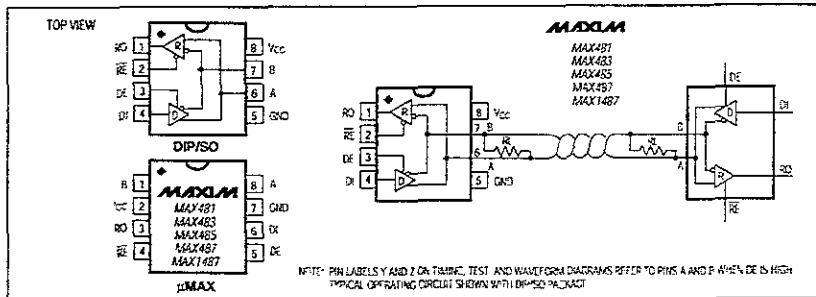 TOP VIEW
RO 1
RE 2
DE 3
DI 4
8 VCC
7 B
6 A
5 GND
R
D
DIP/SO
B 1
VCC 2
RO 3
RE 4
8 A
7 GND
6 DI
5 DE
MAXIM
MAX481
MAX483
MAX485
MAX487
MAX1487
µMAX
MAXIM
MAX481
MAX483
MAX485
MAX487
MAX1487
RO 1
RE 2
DE 3
DI 4
R
D
8 VCC
7 B
6 A
5 GND
Rt
Rt
B
A
DE
D
DI
R
RO
RE
NOTE: PIN LABELS Y AND Z ON TIMING, TEST, AND WAVEFORM DIAGRAMS REFER TO PINS A AND B WHEN DE IS HIGH
TYPICAL OPERATING CIRCUIT SHOWN WITH DIP/SO PACKAGE